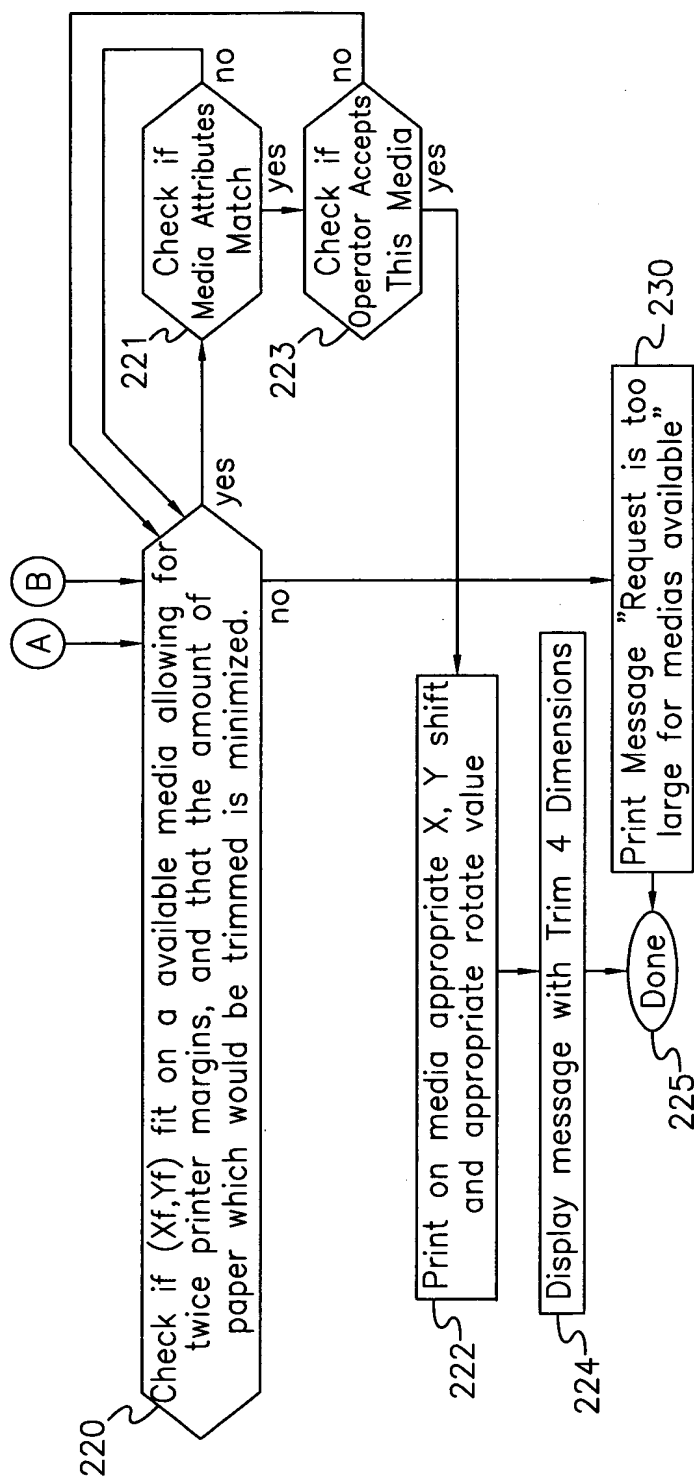 A
B
220
Check if (Xf,Yf) fit on a available media allowing for
twice printer margins, and that the amount of
paper which would be trimmed is minimized.
yes
no
221
Check if
Media Attributes
Match
no
yes
223
Check if
Operator Accepts
This Media
no
yes
222
Print on media appropriate X, Y shift
and appropriate rotate value
224
Display message with Trim 4 Dimensions
230
Print Message "Request is too
large for medias available"
225
Done